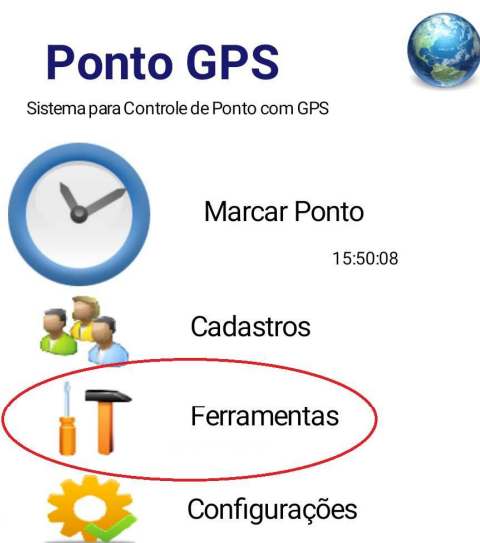 Ponto GPS
Sistema para Controle de Ponto com GPS
Marcar Ponto
15:50:08
Cadastros
Ferramentas
Configurações